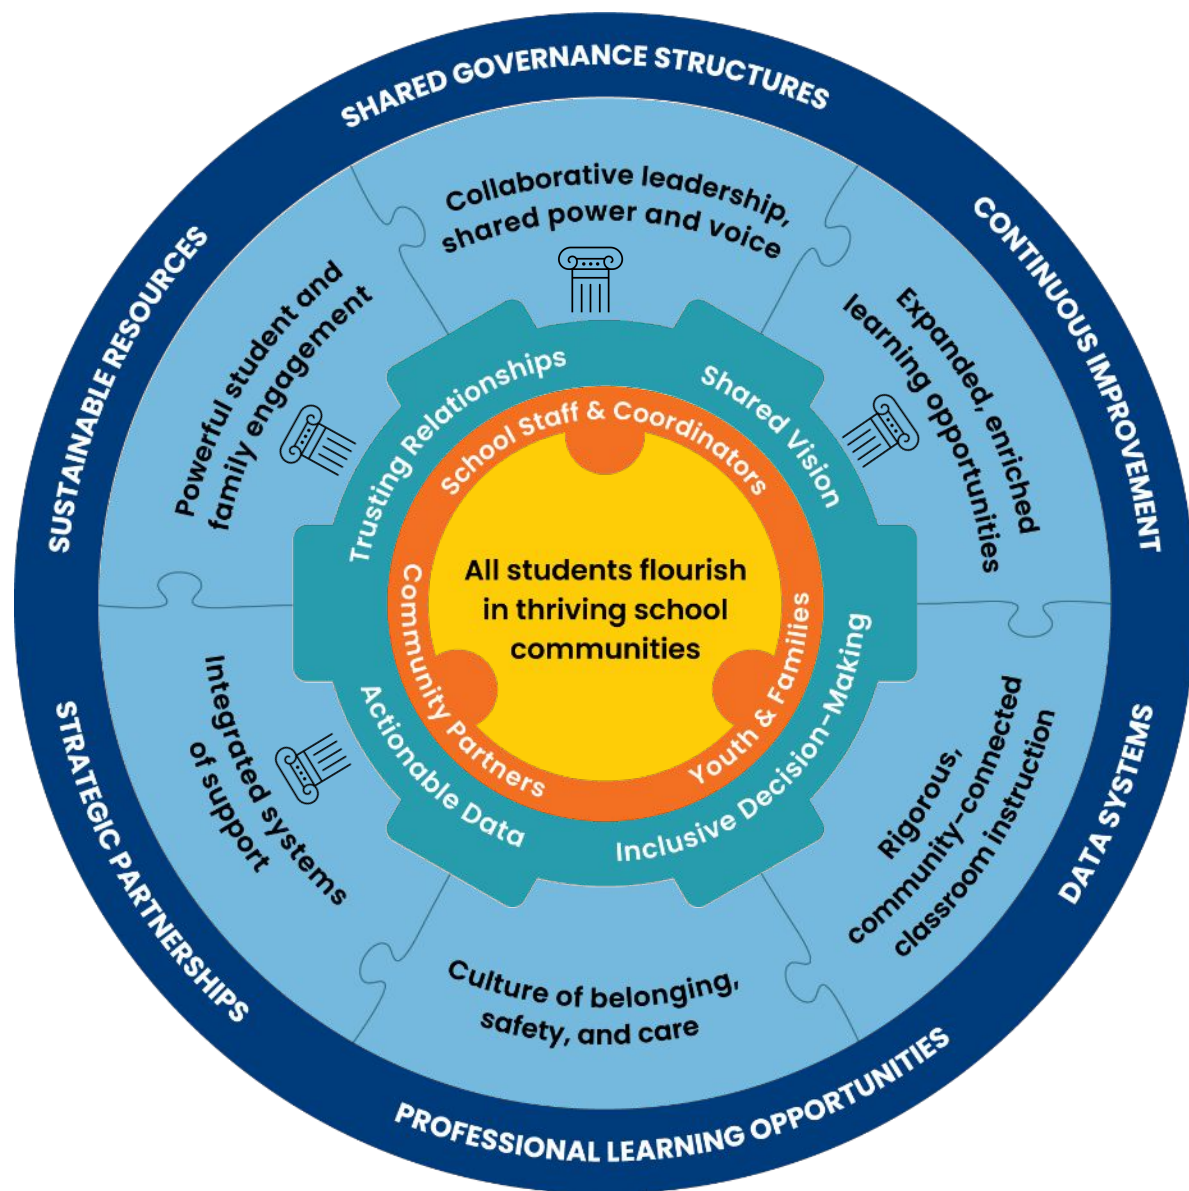 SHARED GOVERNANCE STRUCTURES
CONTINUOUS IMPROVEMENT
DATA SYSTEMS
PROFESSIONAL LEARNING OPPORTUNITIES
STRATEGIC PARTNERSHIPS
SUSTAINABLE RESOURCES
Collaborative leadership,
shared power and voice
Expanded, enriched
learning opportunities
Rigorous,
community-connected
classroom instruction
Culture of belonging,
safety, and care
Integrated systems
of support
Powerful student and
family engagement
Trusting Relationships
Shared Vision
Inclusive Decision-Making
Actionable Data
School Staff & Coordinators
Youth & Families
Community Partners
All students flourish
in thriving school
communities